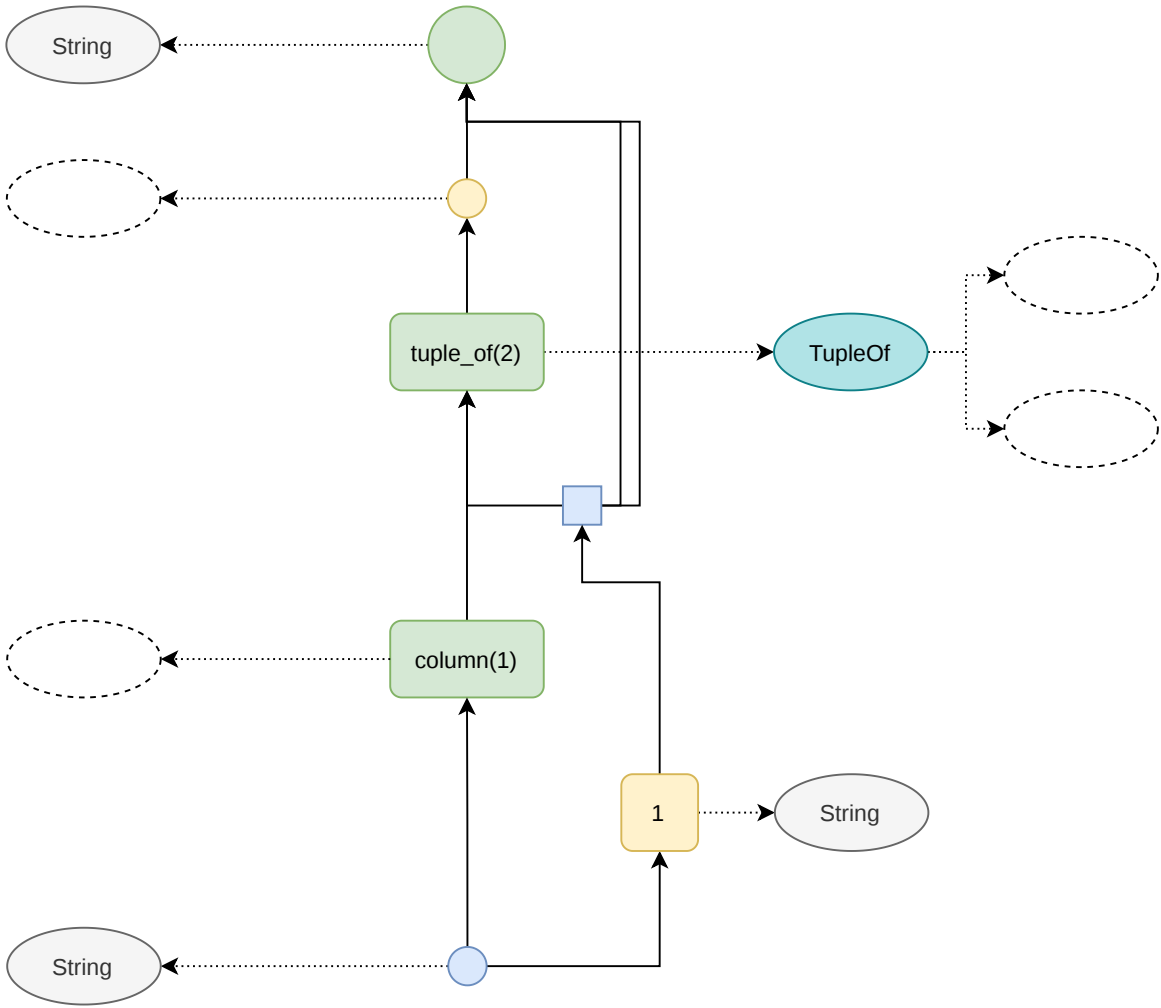 String
tuple_of(2)
TupleOf
column(1)
1
String
String